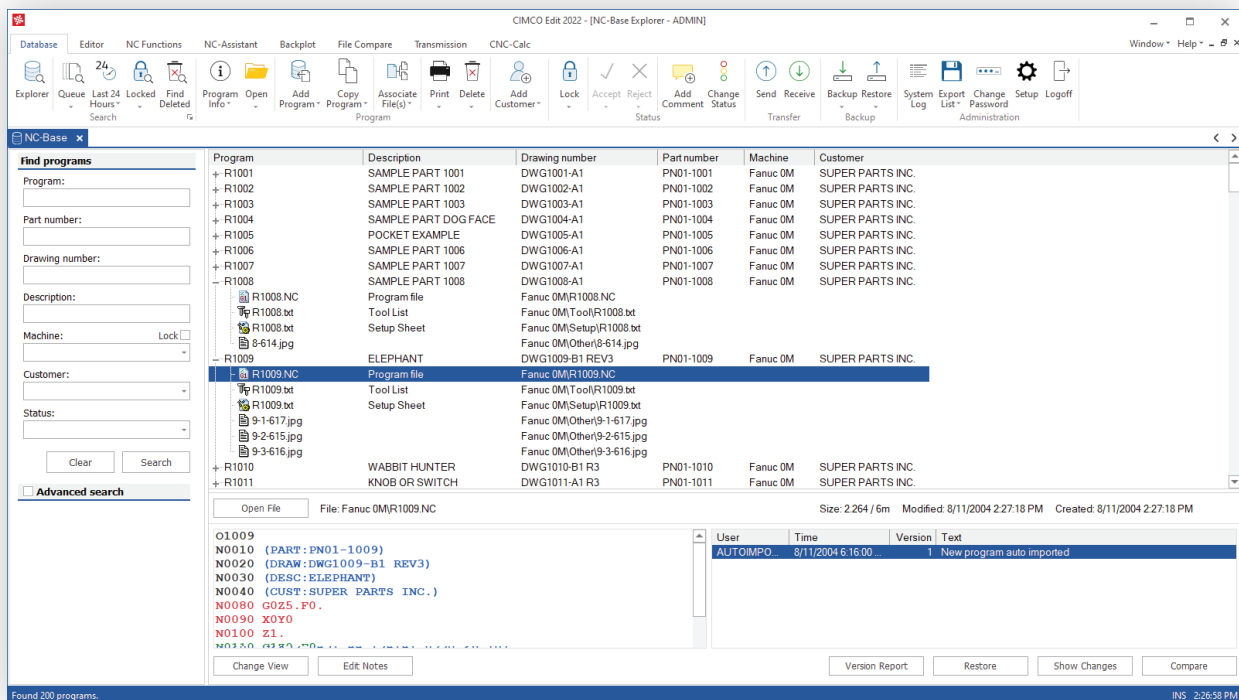 CIMCO Edit 2022 - [NC-Base Explorer - ADMIN]
Database Editor NC Functions NC-Assistant Backplot File Compare Transmission CNC-Calc Window Help
Explorer Queue Last 24 Hours Locked Find Deleted Program Info Open Add Program Copy Program Associate File(s) Print Delete Add Customer Lock Accept Reject Add Comment Change Status Send Receive Backup Restore System Log Export List Change Password Setup Logoff
Search Program Status Transfer Backup Administration
NC-Base
Find programs
Program:
Part number:
Drawing number:
Description:
Machine: Lock
Customer:
Status:
Clear Search
Advanced search
Program Description Drawing number Part number Machine Customer
R1001 SAMPLE PART 1001 DWG1001-A1 PN01-1001 Fanuc 0M SUPER PARTS INC.
R1002 SAMPLE PART 1002 DWG1002-A1 PN01-1002 Fanuc 0M SUPER PARTS INC.
R1003 SAMPLE PART 1003 DWG1003-A1 PN01-1003 Fanuc 0M SUPER PARTS INC.
R1004 SAMPLE PART DOG FACE DWG1004-A1 PN01-1004 Fanuc 0M SUPER PARTS INC.
R1005 POCKET EXAMPLE DWG1005-A1 PN01-1005 Fanuc 0M SUPER PARTS INC.
R1006 SAMPLE PART 1006 DWG1006-A1 PN01-1006 Fanuc 0M SUPER PARTS INC.
R1007 SAMPLE PART 1007 DWG1007-A1 PN01-1007 Fanuc 0M SUPER PARTS INC.
R1008 SAMPLE PART 1008 DWG1008-A1 PN01-1008 Fanuc 0M SUPER PARTS INC.
R1008.NC Program file Fanuc 0M\R1008.NC
R1008.txt Tool List Fanuc 0M\Tool\R1008.txt
R1008.txt Setup Sheet Fanuc 0M\Setup\R1008.txt
8-614.jpg Fanuc 0M\Other\8-614.jpg
R1009 ELEPHANT DWG1009-B1 REV3 PN01-1009 Fanuc 0M SUPER PARTS INC.
R1009.NC Program file Fanuc 0M\R1009.NC
R1009.txt Tool List Fanuc 0M\Tool\R1009.txt
R1009.txt Setup Sheet Fanuc 0M\Setup\R1009.txt
9-1-617.jpg Fanuc 0M\Other\9-1-617.jpg
9-2-615.jpg Fanuc 0M\Other\9-2-615.jpg
9-3-616.jpg Fanuc 0M\Other\9-3-616.jpg
R1010 WABBIT HUNTER DWG1010-B1 R3 PN01-1010 Fanuc 0M SUPER PARTS INC.
R1011 KNOB OR SWITCH DWG1011-A1 R3 PN01-1011 Fanuc 0M SUPER PARTS INC.
Open File File: Fanuc 0M\R1009.NC Size: 2.264 / 6m Modified: 8/11/2004 2:27:18 PM Created: 8/11/2004 2:27:18 PM
O1009
N0010 (PART:PN01-1009)
N0020 (DRAW:DWG1009-B1 REV3)
N0030 (DESC:ELEPHANT)
N0040 (CUST:SUPER PARTS INC.)
N0080 G0Z5.F0.
N0090 X0Y0
N0100 Z1.
User Time Version Text
AUTOIMPO... 8/11/2004 6:16:00 ... 1 New program auto imported
Change View Edit Notes Version Report Restore Show Changes Compare
Found 200 programs. INS 2:26:58 PM